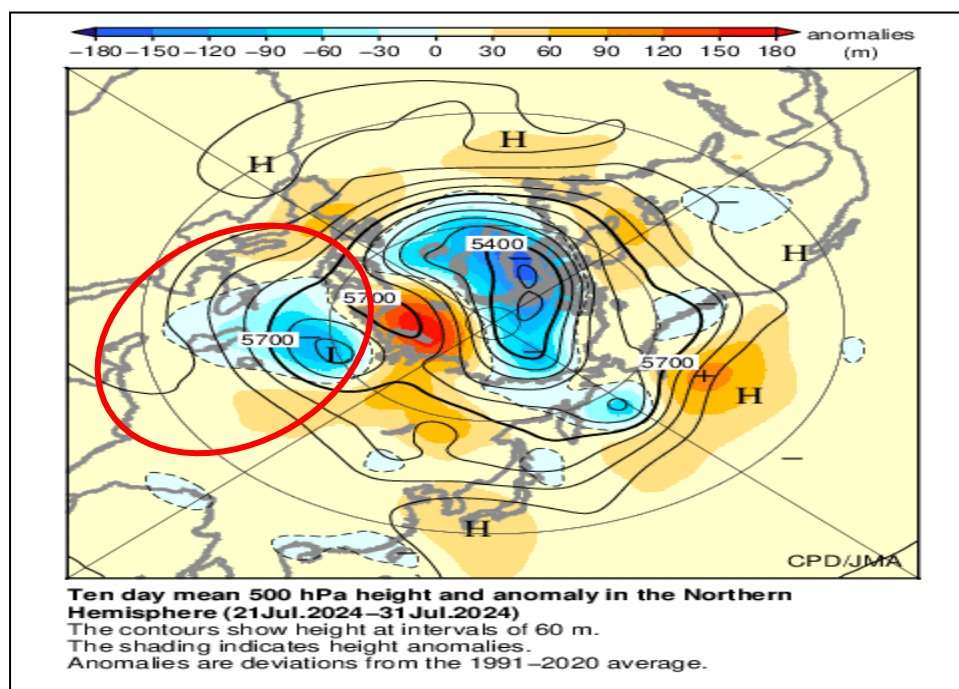 anomalies
(m)
−180 −150 −120 −90 −60 −30 0 30 60 90 120 150 180
H
H
−
H
5400
−
5700
−
5700
L
5700
+
H
−
−
H
−
CPD/JMA
Ten day mean 500 hPa height and anomaly in the Northern
Hemisphere (21Jul.2024−31Jul.2024)
The contours show height at intervals of 60 m.
The shading indicates height anomalies.
Anomalies are deviations from the 1991−2020 average.